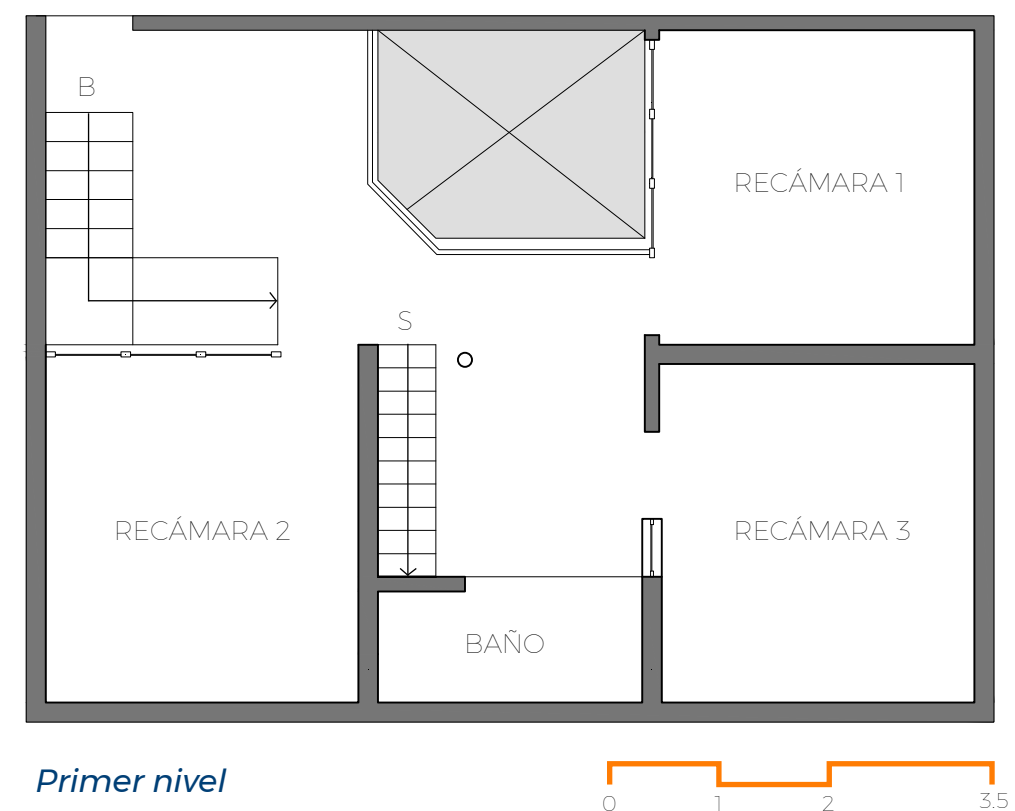 B
RECÁMARA 1
S
RECÁMARA 2
RECÁMARA 3
BAÑO
Primer nivel
0 1 2 3.5